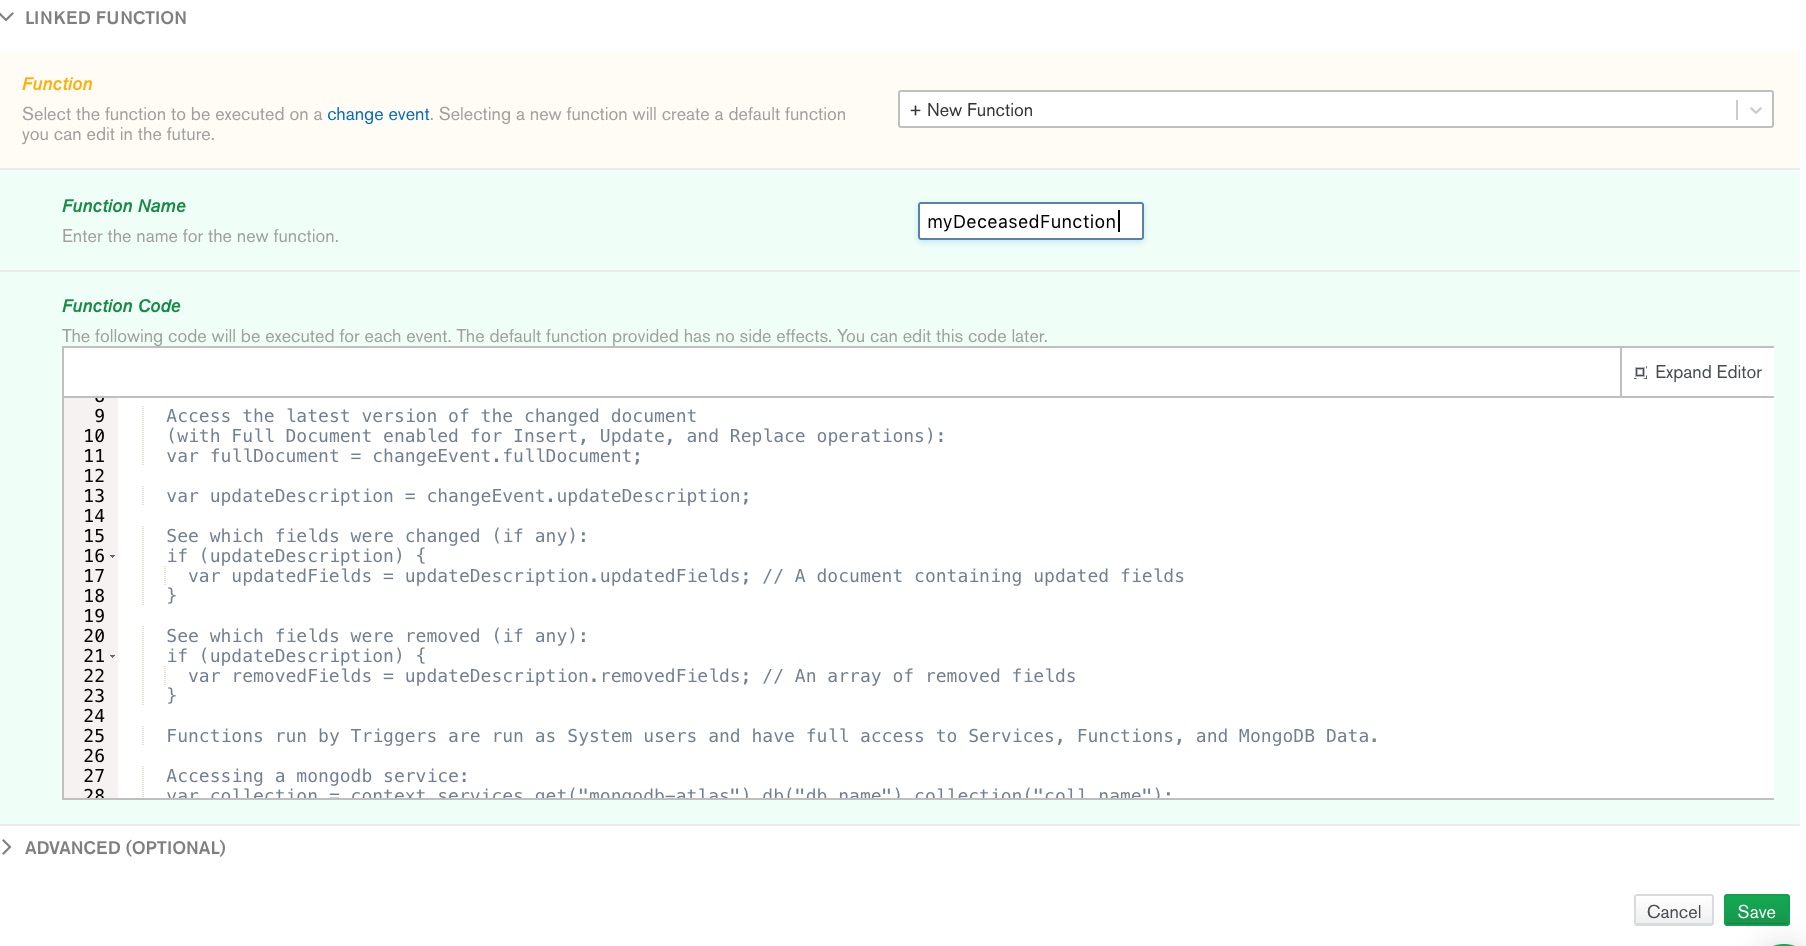 LINKED FUNCTION
Function
Select the function to be executed on a change event. Selecting a new function will create a default function
you can edit in the future.
+ New Function
Function Name
Enter the name for the new function.
myDeceasedFunction
Function Code
The following code will be executed for each event. The default function provided has no side effects. You can edit this code later.
Expand Editor
8
9 Access the latest version of the changed document
10 (with Full Document enabled for Insert, Update, and Replace operations):
11 var fullDocument = changeEvent.fullDocument;
12
13 var updateDescription = changeEvent.updateDescription;
14
15 See which fields were changed (if any):
16 if (updateDescription) {
17 var updatedFields = updateDescription.updatedFields; // A document containing updated fields
18 }
19
20 See which fields were removed (if any):
21 if (updateDescription) {
22 var removedFields = updateDescription.removedFields; // An array of removed fields
23 }
24
25 Functions run by Triggers are run as System users and have full access to Services, Functions, and MongoDB Data.
26
27 Accessing a mongodb service:
28 var collection = context.services.get("mongodb-atlas").db("db_name").collection("coll_name");
ADVANCED (OPTIONAL)
Cancel
Save